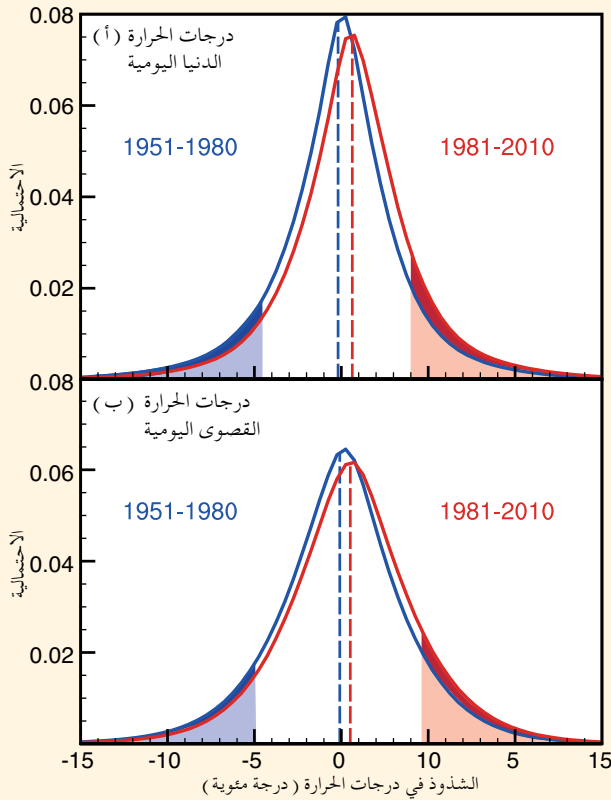 0.08
(أ) درجات الحرارة
الدنيا اليومية
1951-1980
1981-2010
0.06
0.04
0.02
الاحتمالية
0.08
(ب) درجات الحرارة
القصوى اليومية
1951-1980
1981-2010
0.06
0.04
0.02
الاحتمالية
-15 -10 -5 0 10 5 15
الشذوذ في درجات الحرارة (درجة مئوية)